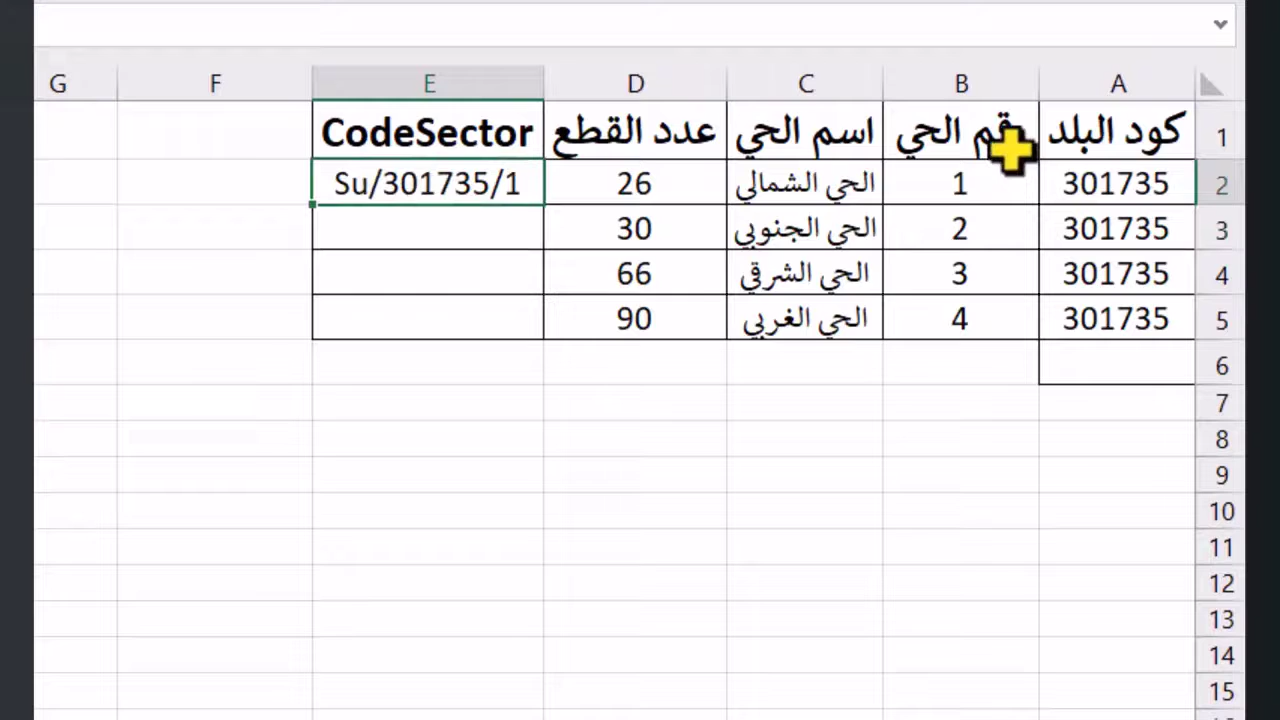 A B C D E F G
1 كود البلد قم الحي اسم الحي عدد القطع CodeSector
2 301735 1 الحي الشمالي 26 Su/301735/1
3 301735 2 الحي الجنوبي 30
4 301735 3 الحي الشرقي 66
5 301735 4 الحي الغربي 90
6
7
8
9
10
11
12
13
14
15